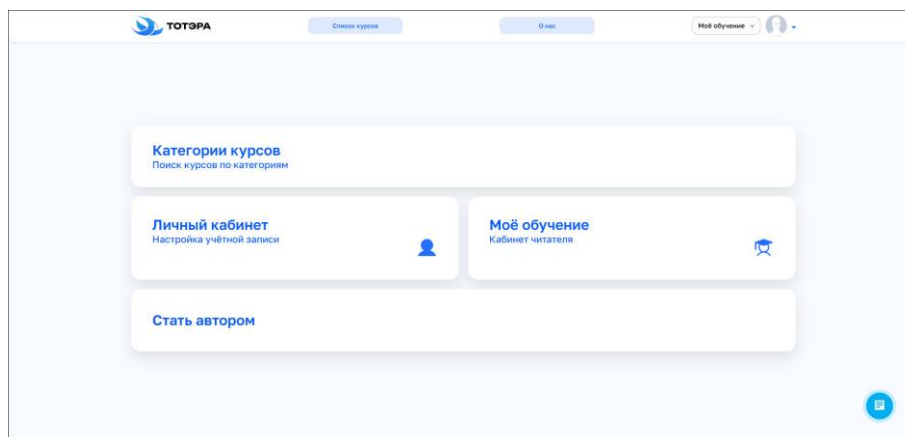 ТОТЭРА
Список курсов
О нас
Моё обучение
Категории курсов
Поиск курсов по категориям
Личный кабинет
Настройка учётной записи
Моё обучение
Кабинет читателя
Стать автором